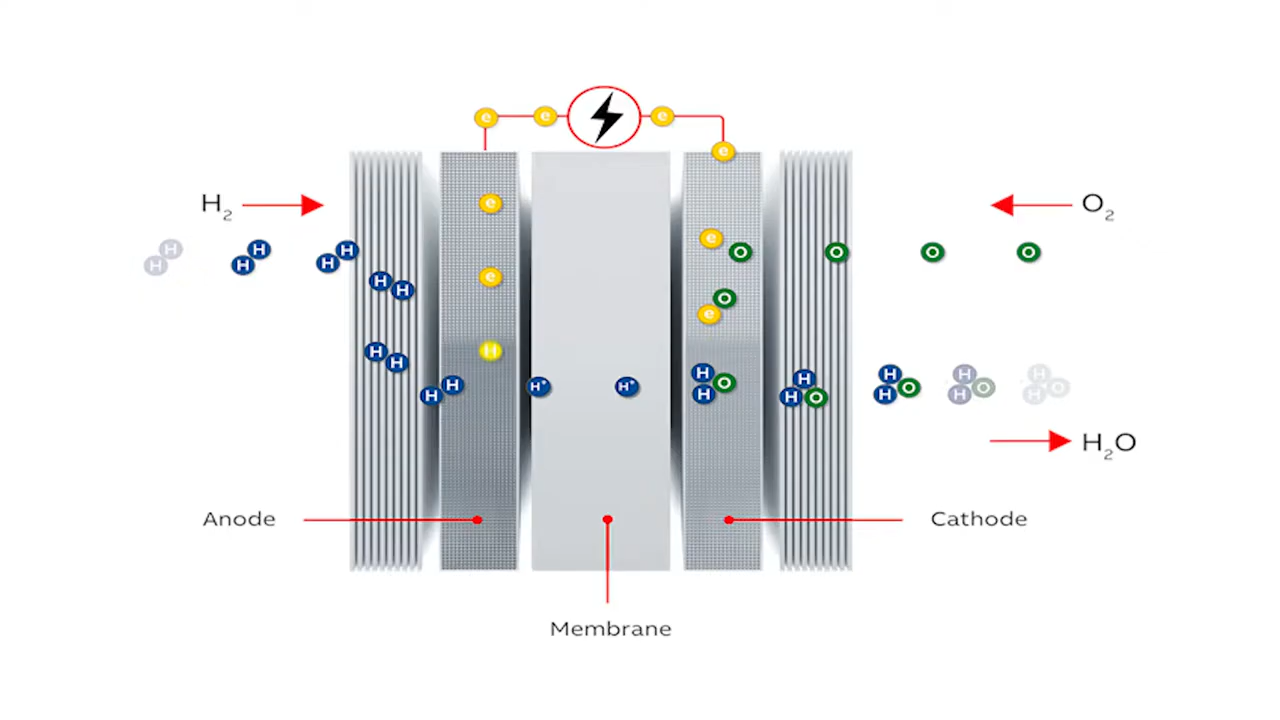 e e e
e
H₂ e O₂
H H H H H H e O O O O
H H e O
e
H H H
H H H⁺ H⁺ H H O H H O H H O H H O H H O
H₂O
Anode Cathode
Membrane